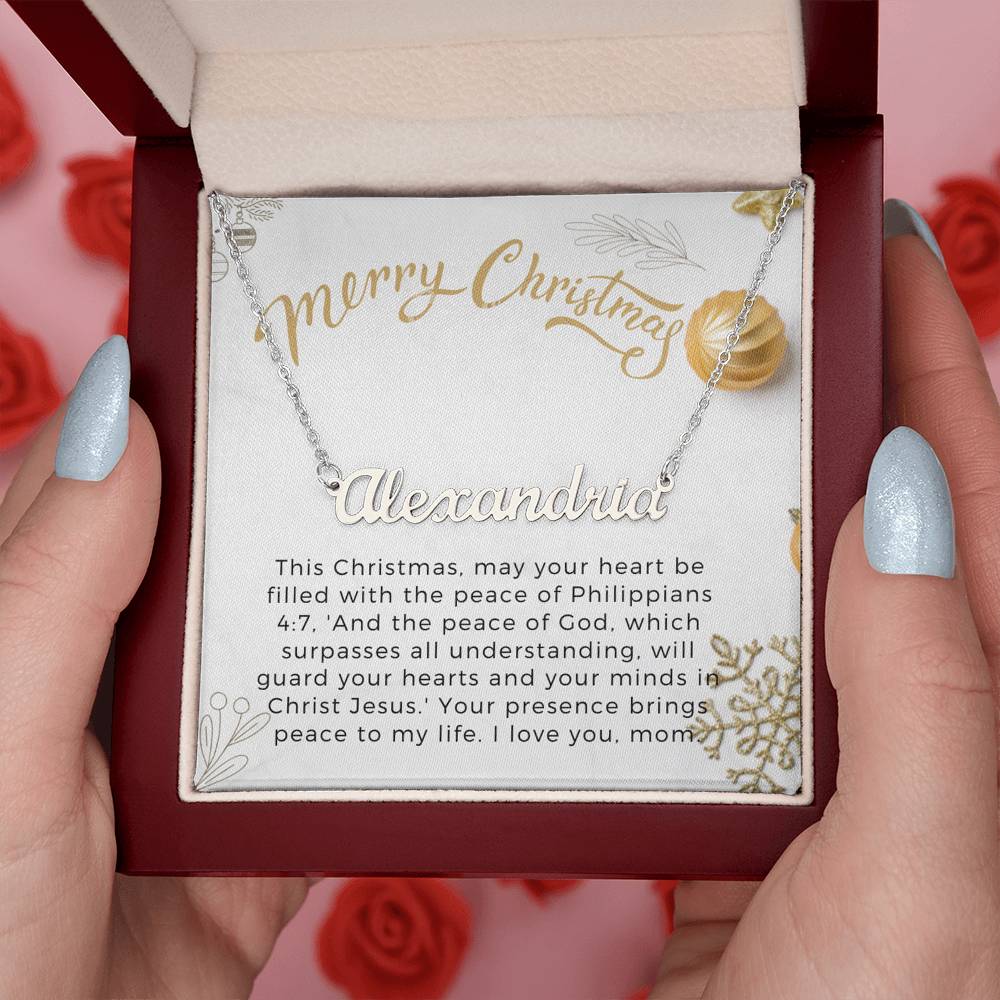 Merry Christmas
Alexandria
This Christmas, may your heart be
filled with the peace of Philippians
4:7, 'And the peace of God, which
surpasses all understanding, will
guard your hearts and your minds in
Christ Jesus.' Your presence brings
peace to my life. I love you, mom.